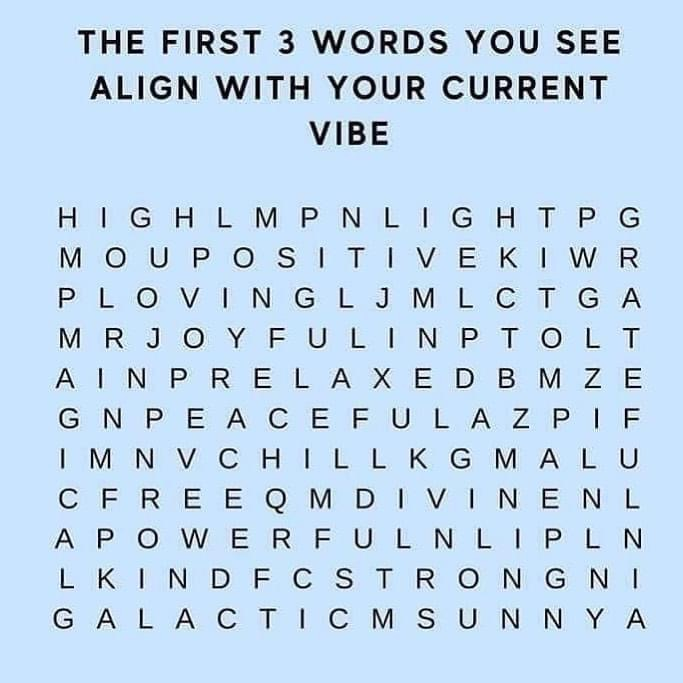 THE FIRST 3 WORDS YOU SEE
ALIGN WITH YOUR CURRENT
VIBE
H I G H L M P N L I G H T P G
M O U P O S I T I V E K I W R
P L O V I N G L J M L C T G A
M R J O Y F U L I N P T O L T
A I N P R E L A X E D B M Z E
G N P E A C E F U L A Z P I F
I M N V C H I L L K G M A L U
C F R E E Q M D I V I N E N L
A P O W E R F U L N L I P L N
L K I N D F C S T R O N G N I
G A L A C T I C M S U N N Y A